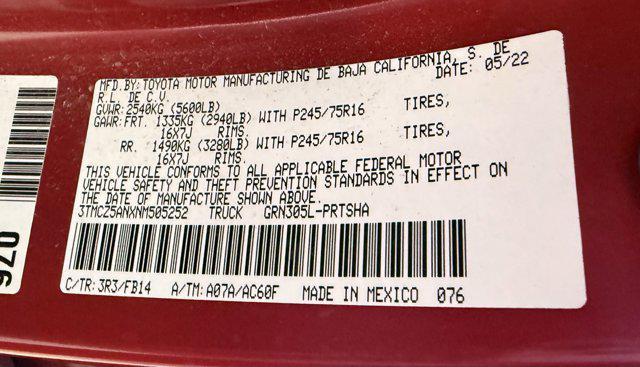 MFD.BY: TOYOTA MOTOR MANUFACTURING DE BAJA CALIFORNIA, S. DE
R.L. DE C.V. DATE: 05/22
GVWR: 2540KG (5600LB)
GAWR: FRT. 1335KG (2940LB) WITH P245/75R16 TIRES,
16X7J RIMS.
RR. 1490KG (3280LB) WITH P245/75R16 TIRES,
16X7J RIMS.
THIS VEHICLE CONFORMS TO ALL APPLICABLE FEDERAL MOTOR
VEHICLE SAFETY AND THEFT PREVENTION STANDARDS IN EFFECT ON
THE DATE OF MANUFACTURE SHOWN ABOVE.
3TMCZ5ANXNM505252 TRUCK GRN305L-PRTSHA
C/TR: 3R3/FB14 A/TM: A07A/AC60F MADE IN MEXICO 076
076